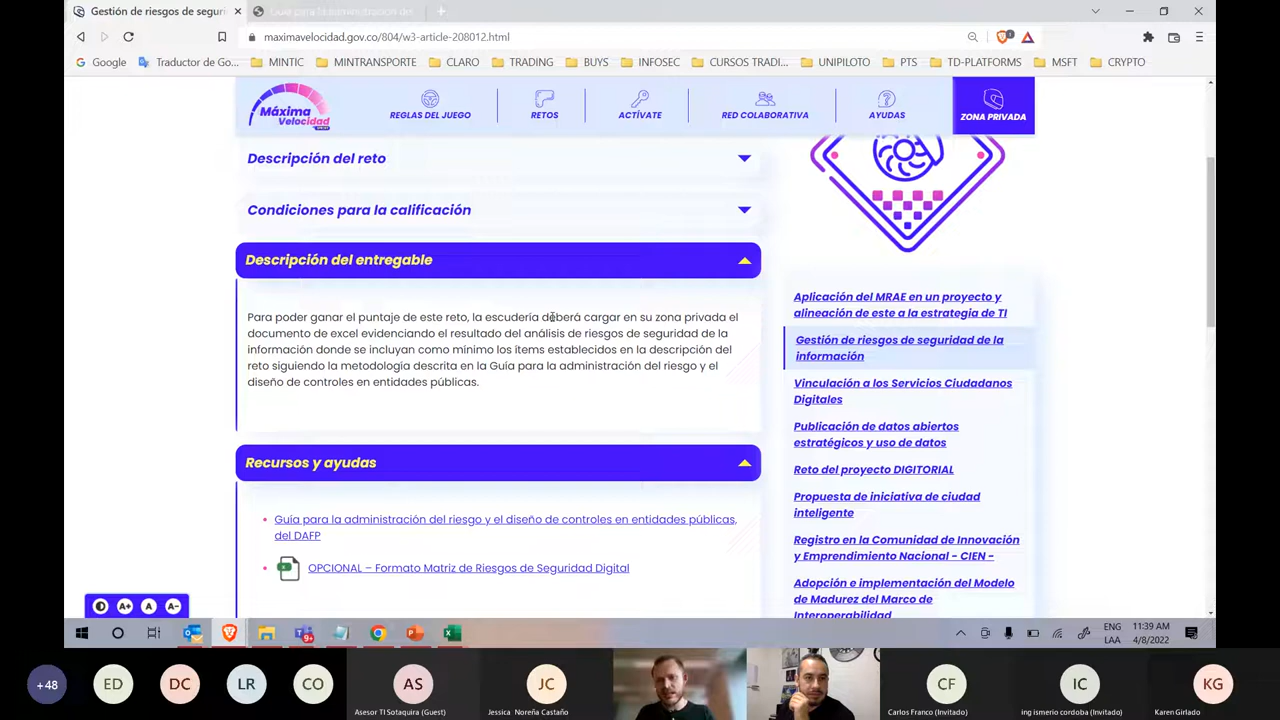 Gestión de riesgos de segurid
Guía para la administración del
maximavelocidad.gov.co/804/w3-article-208012.html
Google
Traductor de Go...
MINTIC
MINTRANSPORTE
CLARO
TRADING
BUYS
INFOSEC
CURSOS TRADI...
UNIPILOTO
PTS
TD-PLATFORMS
MSFT
CRYPTO
Máxima
Velocidad
REGLAS DEL JUEGO
RETOS
ACTÍVATE
RED COLABORATIVA
AYUDAS
ZONA PRIVADA
Descripción del reto
Condiciones para la calificación
Descripción del entregable
Para poder ganar el puntaje de este reto, la escudería deberá cargar en su zona privada el
documento de excel evidenciando el resultado del análisis de riesgos de seguridad de la
información donde se incluyan como mínimo los ítems establecidos en la descripción del
reto siguiendo la metodología descrita en la Guía para la administración del riesgo y el
diseño de controles en entidades públicas.
Recursos y ayudas
Guía para la administración del riesgo y el diseño de controles en entidades públicas,
del DAFP
OPCIONAL – Formato Matriz de Riesgos de Seguridad Digital
Aplicación del MRAE en un proyecto y
alineación de este a la estrategia de TI
Gestión de riesgos de seguridad de la
información
Vinculación a los Servicios Ciudadanos
Digitales
Publicación de datos abiertos
estratégicos y uso de datos
Reto del proyecto DIGITORIAL
Propuesta de iniciativa de ciudad
inteligente
Registro en la Comunidad de Innovación
y Emprendimiento Nacional - CIEN -
Adopción e implementación del Modelo
de Madurez del Marco de
Interoperabilidad
A+
A
A-
9+
ENG
LAA
11:39 AM
4/8/2022
+48
ED
DC
LR
CO
AS
Asesor TI Sotaquira (Guest)
JC
Jessica Noreña Castaño
CF
Carlos Franco (Invitado)
IC
ing ismerio cordoba (Invitado)
KG
Karen Girlado